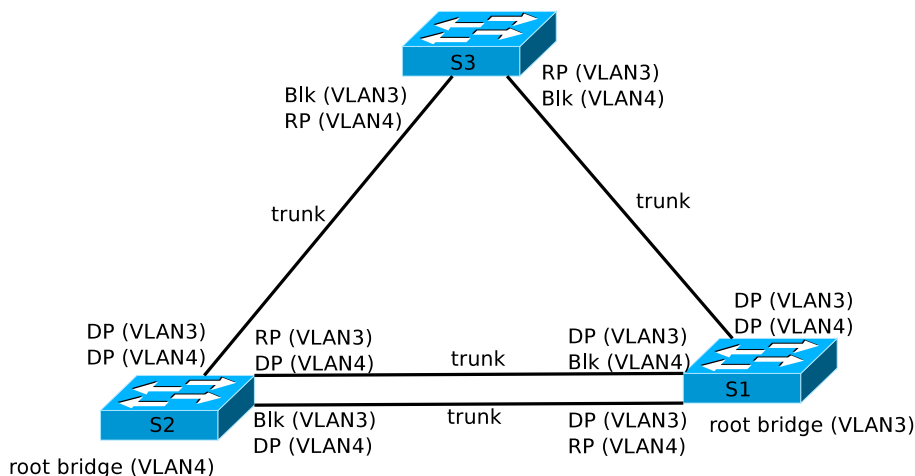 S3
Blk (VLAN3)
RP (VLAN4)
RP (VLAN3)
Blk (VLAN4)
trunk
trunk
DP (VLAN3)
DP (VLAN4)
RP (VLAN3)
DP (VLAN4)
trunk
DP (VLAN3)
Blk (VLAN4)
DP (VLAN3)
DP (VLAN4)
S2
Blk (VLAN3)
DP (VLAN4)
trunk
DP (VLAN3)
RP (VLAN4)
S1
root bridge (VLAN3)
root bridge (VLAN4)